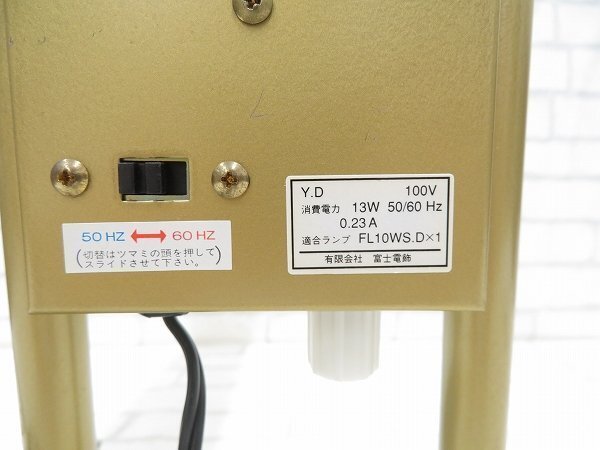 50 HZ ⟷ 60 HZ
(切替はツマミの頭を押して
スライドさせて下さい。)
Y.D 100V
消費電力 13W 50/60 Hz
0.23A
適合ランプ FL10WS.D×1
有限会社 富士電飾